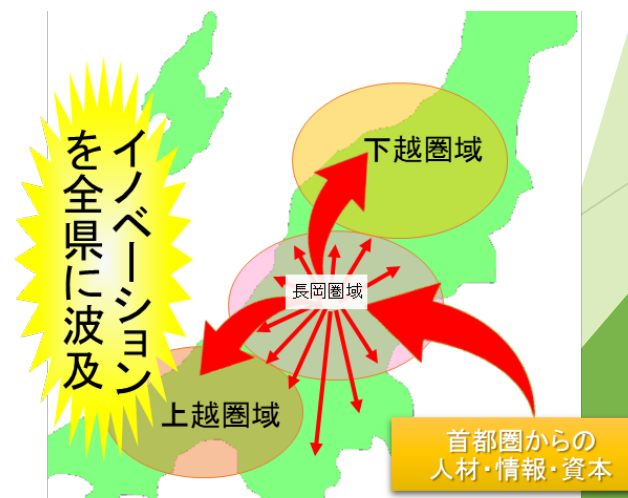 イノベーション
を全県に波及
下越圏域
長岡圏域
上越圏域
首都圏からの
人材・情報・資本